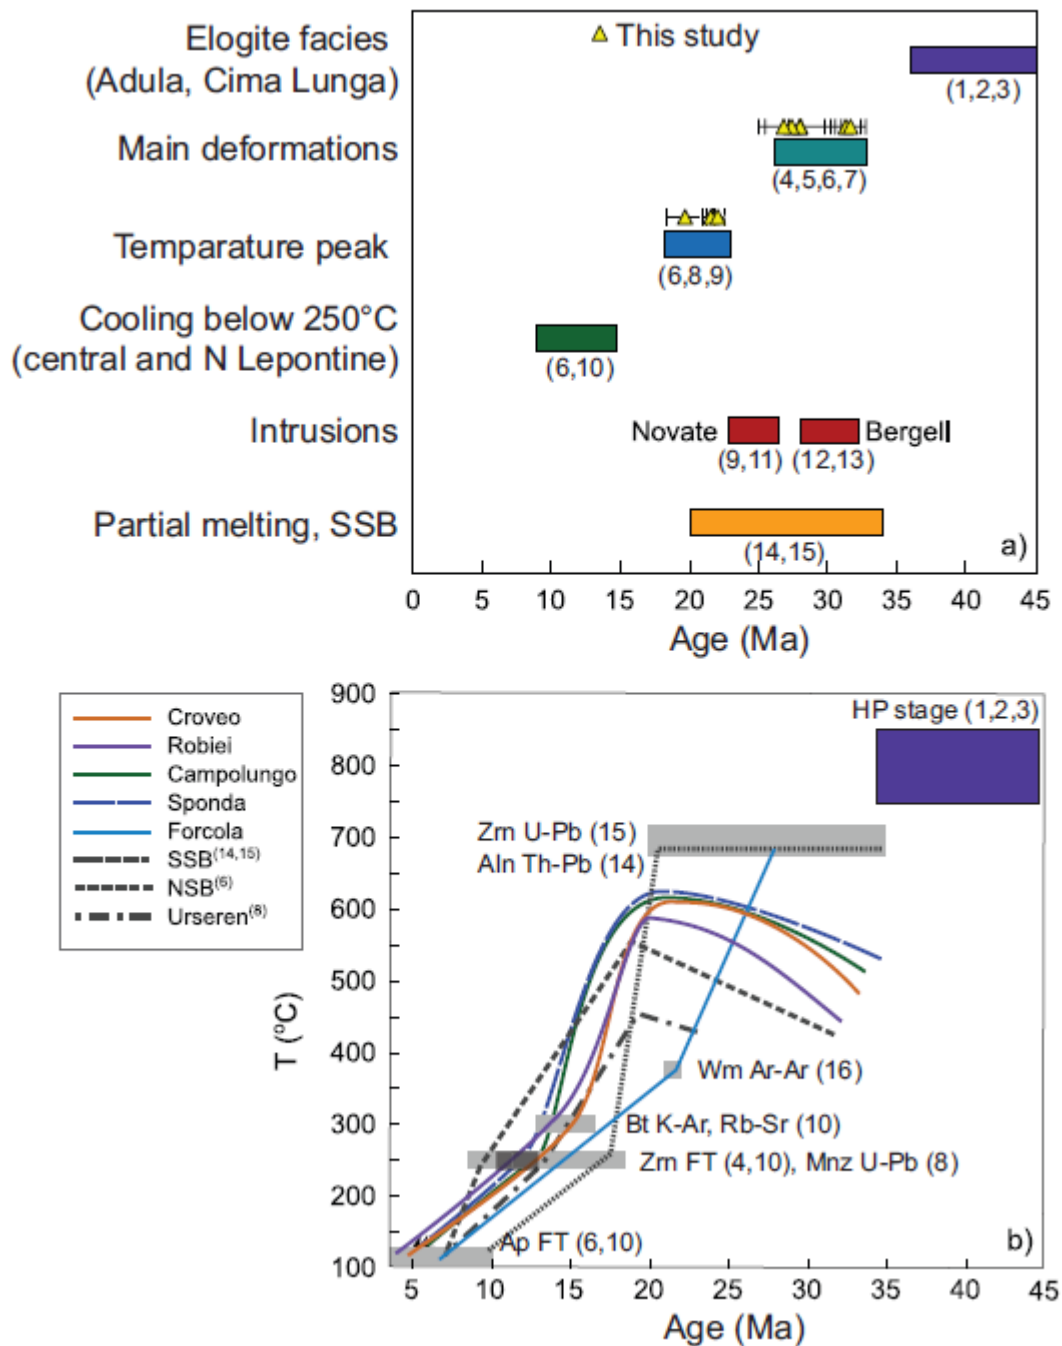 Elogite facies
(Adula, Cima Lunga)
This study
(1,2,3)
Main deformations
(4,5,6,7)
Temparature peak
(6,8,9)
Cooling below 250°C
(central and N Lepontine)
(6,10)
Intrusions
Novate
Bergell
(9,11)
(12,13)
Partial melting, SSB
(14,15)
a)
0 5 10 15 20 25 30 35 40 45
Age (Ma)
Croveo
Robiei
Campolungo
Sponda
Forcola
SSB(14,15)
NSB(6)
Urseren(8)
900
800
700
600
500
400
300
200
100
T (ºC)
HP stage (1,2,3)
Zrn U-Pb (15)
Aln Th-Pb (14)
Wm Ar-Ar (16)
Bt K-Ar, Rb-Sr (10)
Zrn FT (4,10), Mnz U-Pb (8)
Ap FT (6,10)
b)
5 10 15 20 25 30 35 40 45
Age (Ma)